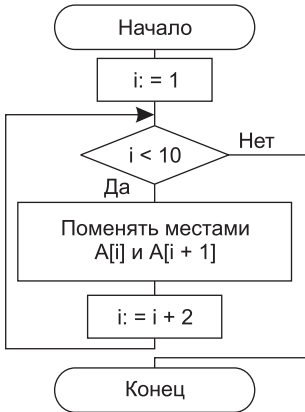 Начало
i: = 1
i < 10
Нет
Да
Поменять местами
A[i] и A[i + 1]
i: = i + 2
Конец